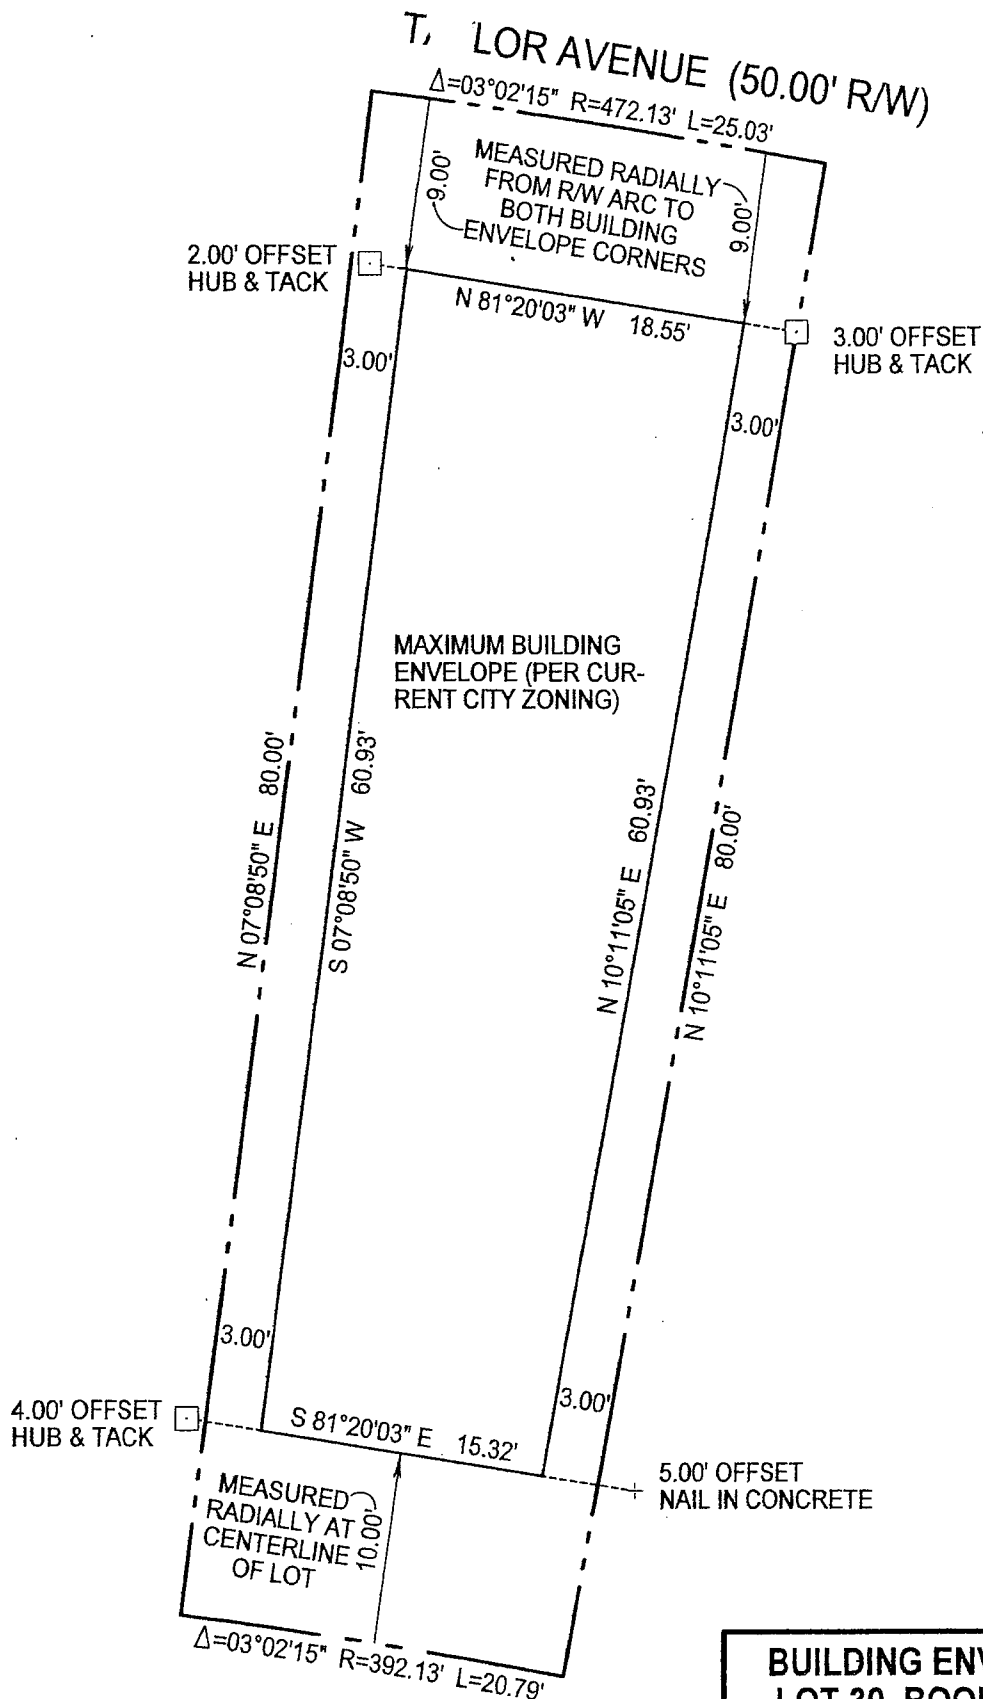 T, LOR AVENUE (50.00' R/W)
Δ=03°02'15" R=472.13' L=25.03'
9.00'
MEASURED RADIALLY
FROM R/W ARC TO
BOTH BUILDING
ENVELOPE CORNERS
9.00'
2.00' OFFSET
HUB & TACK
N 81°20'03" W 18.55'
3.00' OFFSET
HUB & TACK
3.00'
3.00'
MAXIMUM BUILDING
ENVELOPE (PER CUR-
RENT CITY ZONING)
N 07°08'50" E 80.00'
S 07°08'50" W 60.93'
N 10°11'05" E 60.93'
N 10°11'05" E 80.00'
3.00'
3.00'
4.00' OFFSET
HUB & TACK
S 81°20'03" E 15.32'
5.00' OFFSET
NAIL IN CONCRETE
MEASURED
RADIALLY AT
CENTERLINE
OF LOT
10.00'
Δ=03°02'15" R=392.13' L=20.79'
BUILDING ENV